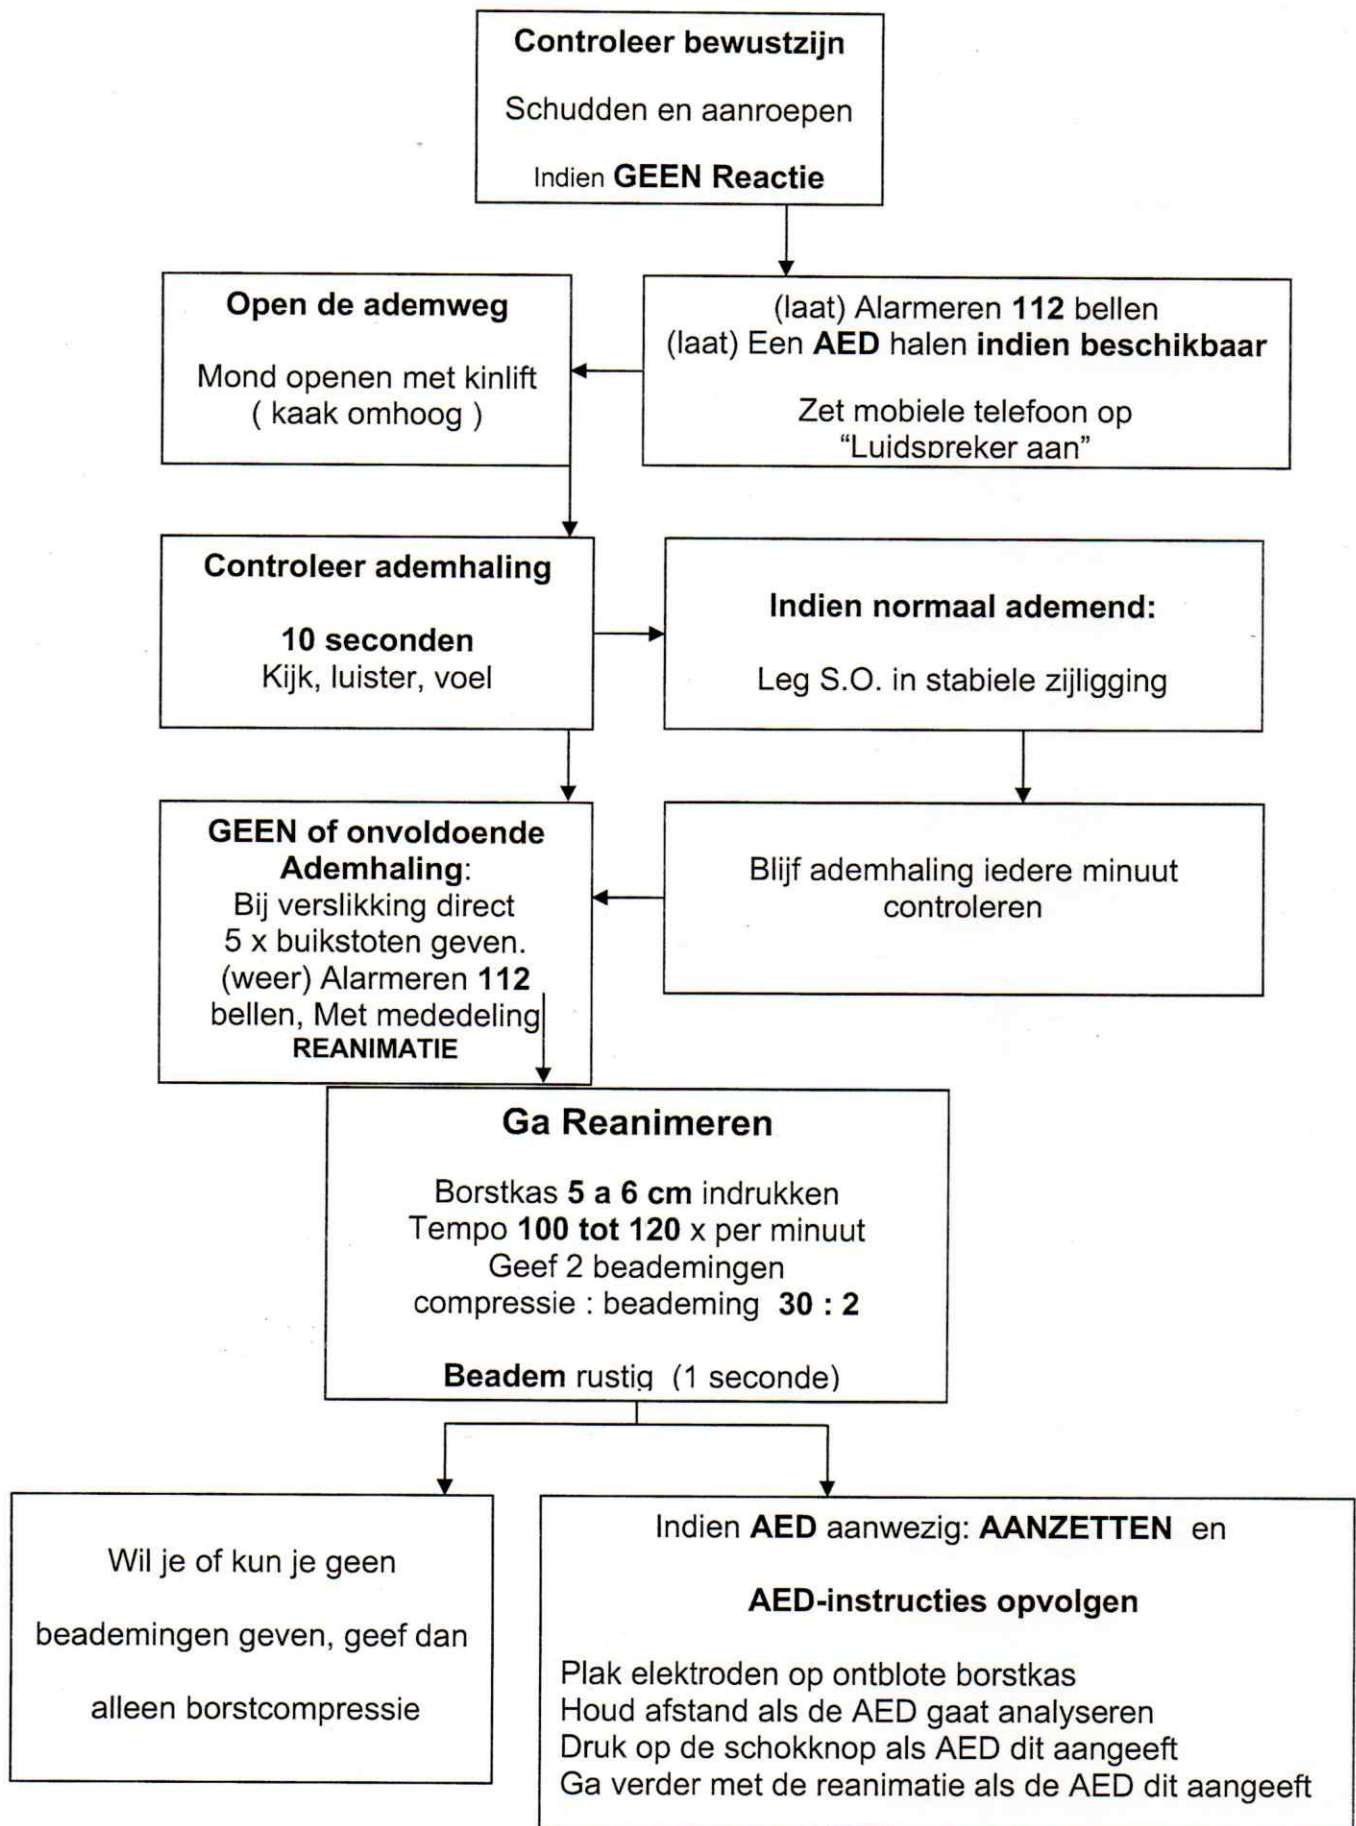 Controleer bewustzijn
Schudden en aanroepen
Indien GEEN Reactie
(laat) Alarmeren 112 bellen
(laat) Een AED halen indien beschikbaar
Zet mobiele telefoon op
“Luidspreker aan”
Open de ademweg
Mond openen met kinlift
( kaak omhoog )
Controleer ademhaling
10 seconden
Kijk, luister, voel
Indien normaal ademend:
Leg S.O. in stabiele zijligging
Blijf ademhaling iedere minuut
controleren
GEEN of onvoldoende
Ademhaling:
Bij verslikking direct
5 x buikstoten geven.
(weer) Alarmeren 112
bellen, Met mededeling
REANIMATIE
Ga Reanimeren
Borstkas 5 a 6 cm indrukken
Tempo 100 tot 120 x per minuut
Geef 2 beademingen
compressie : beademing 30 : 2
Beadem rustig (1 seconde)
Wil je of kun je geen
beademingen geven, geef dan
alleen borstcompressie
Indien AED aanwezig: AANZETTEN en
AED-instructies opvolgen
Plak elektroden op ontblote borstkas
Houd afstand als de AED gaat analyseren
Druk op de schokknop als AED dit aangeeft
Ga verder met de reanimatie als de AED dit aangeeft